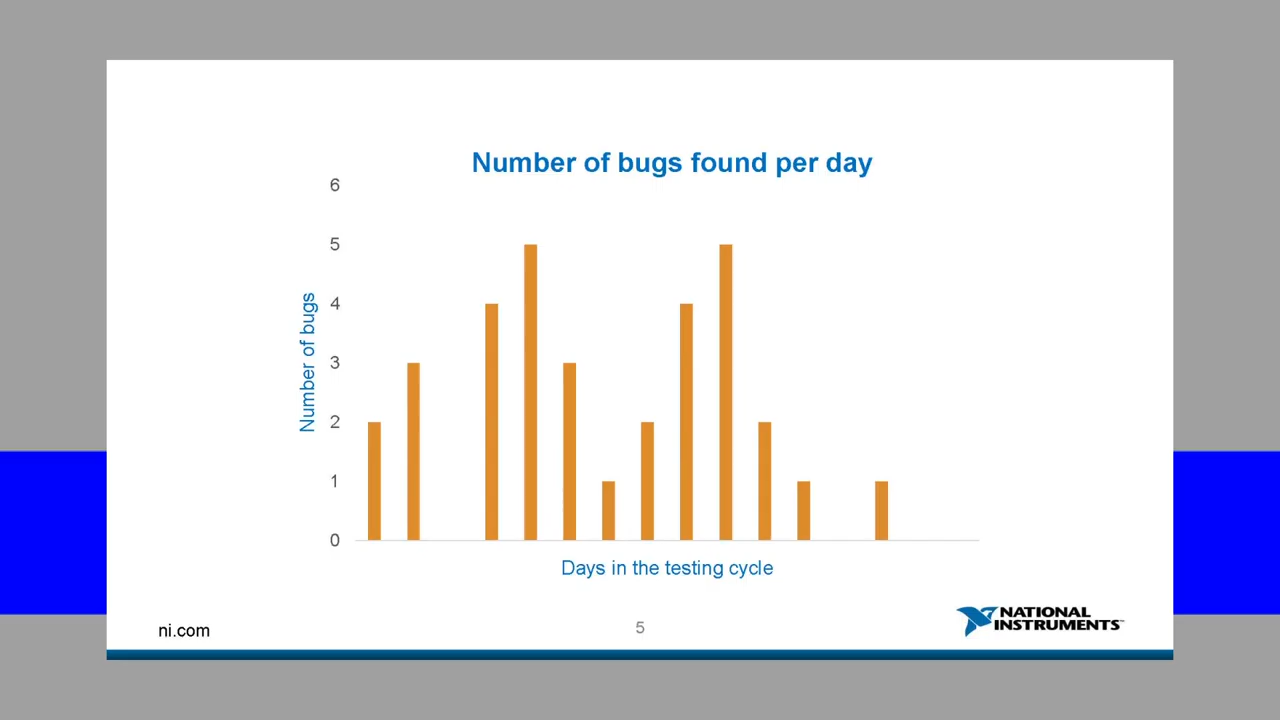 Number of bugs found per day
6
5
4
3
2
1
0
Number of bugs
Days in the testing cycle
ni.com
5
NATIONAL
INSTRUMENTS™